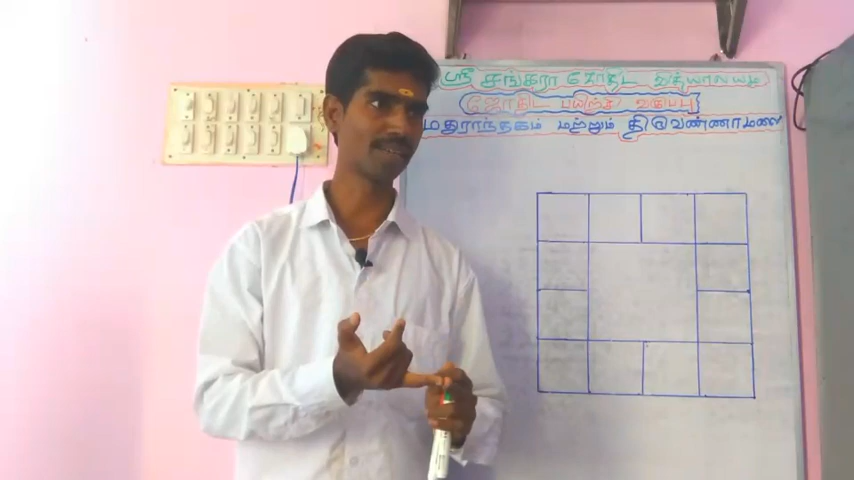 ஸ்ரீ சங்கரா ஜோதிட வித்யாலயம்
ஜோதிட பயிற்சி வகுப்பு
மதுராந்தகம் மற்றும் திருவண்ணாமலை